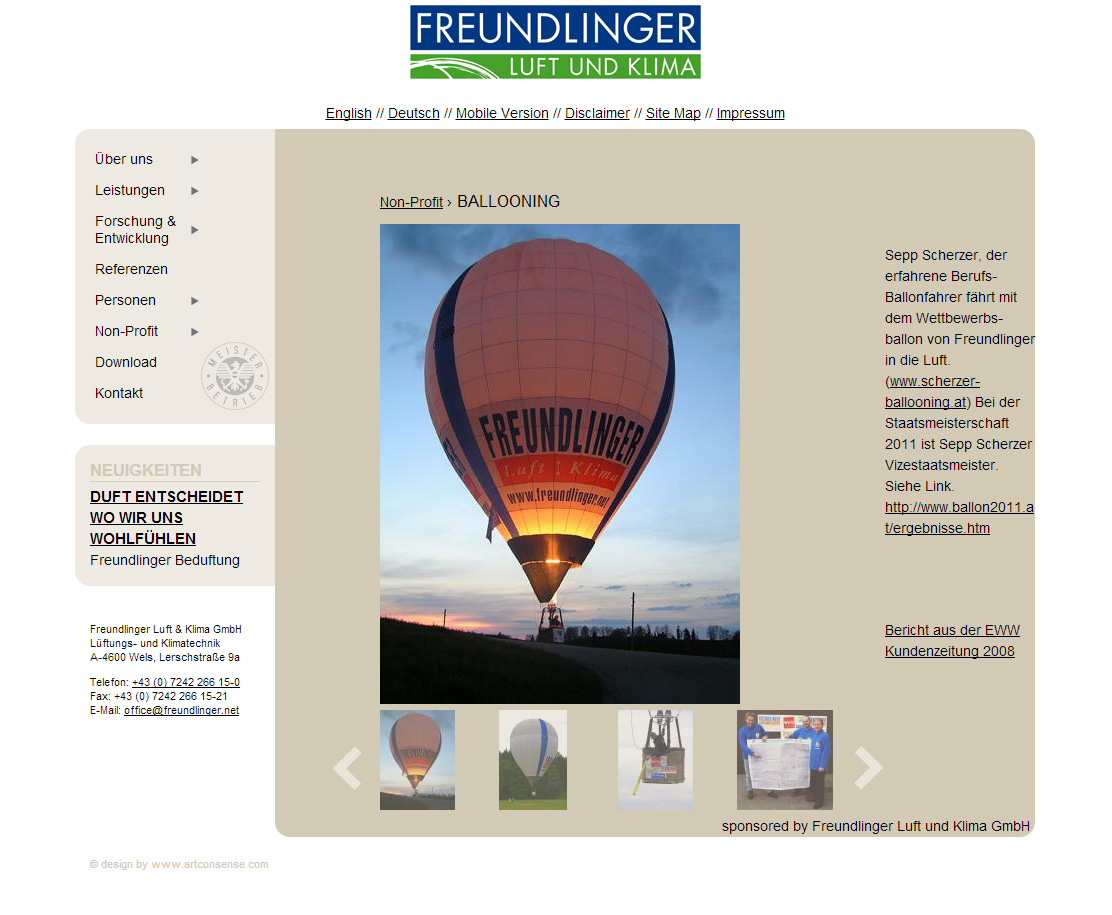 FREUNDLINGER
LUFT UND KLIMA
English // Deutsch // Mobile Version // Disclaimer // Site Map // Impressum
Über uns
Leistungen
Forschung &
Entwicklung
Referenzen
Personen
Non-Profit
Download
Kontakt
MEISTER
BETRIEB
NEUIGKEITEN
DUFT ENTSCHEIDET
WO WIR UNS
WOHLFÜHLEN
Freundlinger Beduftung
Freundlinger Luft & Klima GmbH
Lüftungs- und Klimatechnik
A-4600 Wels, Lerschstraße 9a
Telefon: +43 (0) 7242 266 15-0
Fax: +43 (0) 7242 266 15-21
E-Mail: office@freundlinger.net
Non-Profit › BALLOONING
FREUNDLINGER
Luft & Klima
www.freundlinger.net
Sepp Scherzer, der
erfahrene Berufs-
Ballonfahrer fährt mit
dem Wettbewerbs-
ballon von Freundlinger
in die Luft.
(www.scherzer-
ballooning.at) Bei der
Staatsmeisterschaft
2011 ist Sepp Scherzer
Vizestaatsmeister.
Siehe Link.
http://www.ballon2011.a
t/ergebnisse.htm
Bericht aus der EWW
Kundenzeitung 2008
FREUNDLINGER
sponsored by Freundlinger Luft und Klima GmbH
© design by www.artconsense.com